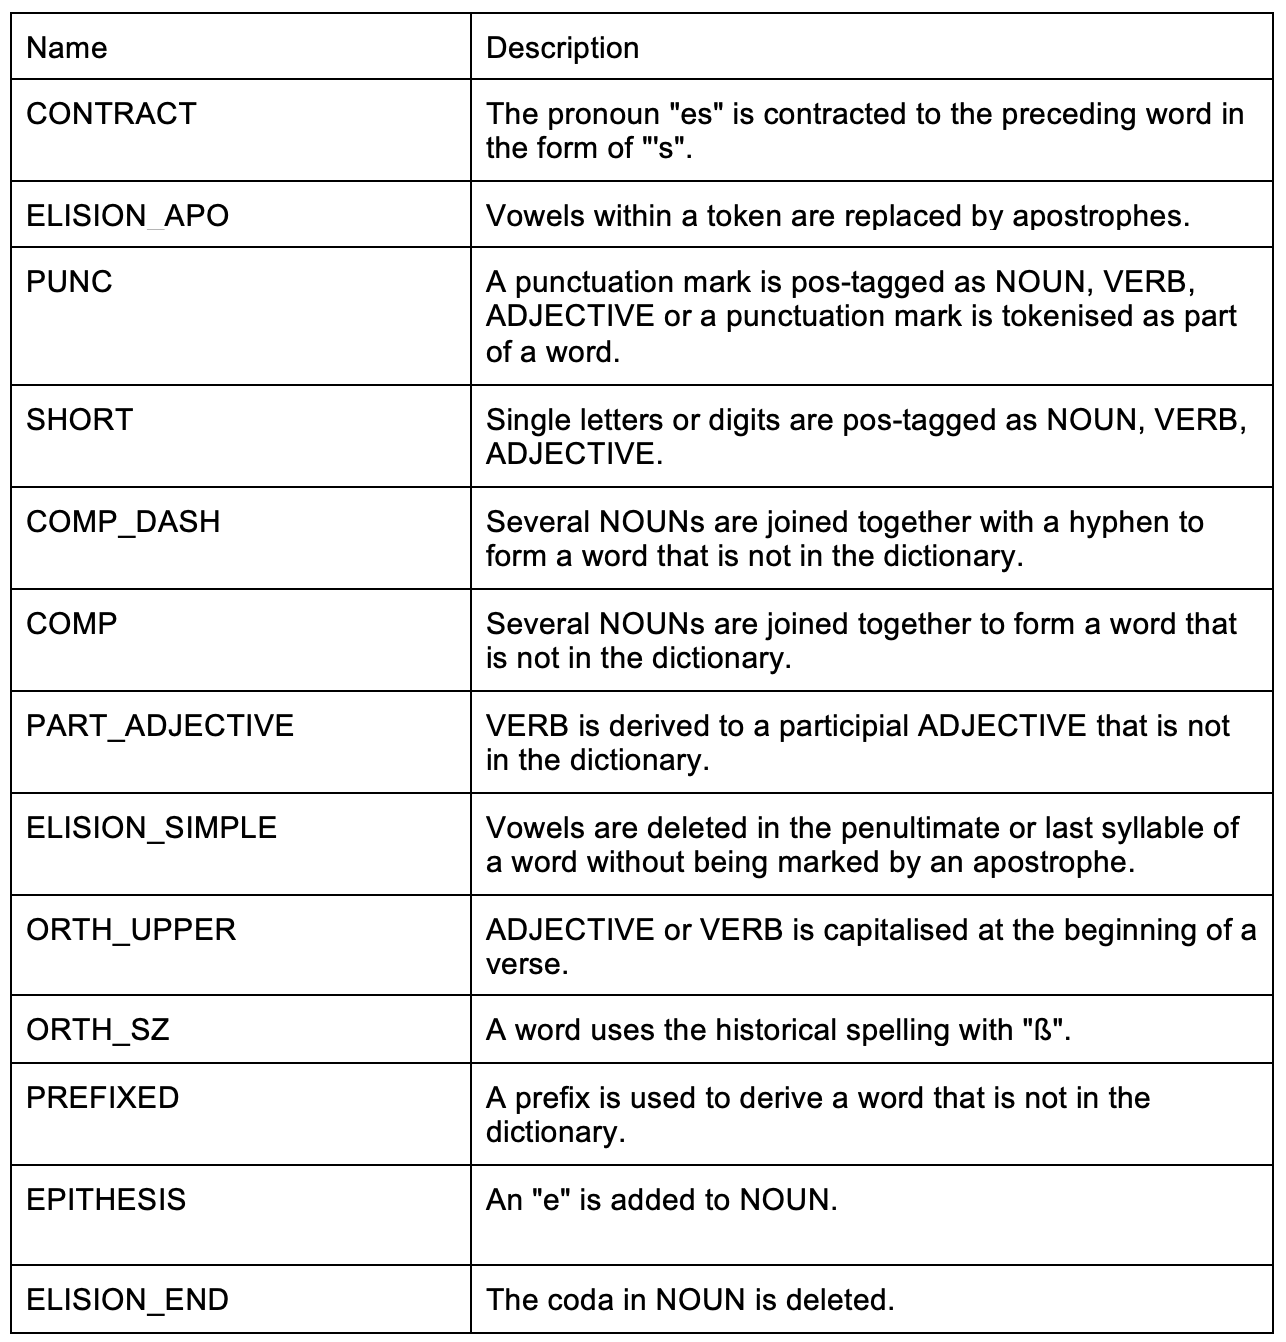 Name
Description
CONTRACT
The pronoun "es" is contracted to the preceding word in
the form of "'s".
ELISION_APO
Vowels within a token are replaced by apostrophes.
PUNC
A punctuation mark is pos-tagged as NOUN, VERB,
ADJECTIVE or a punctuation mark is tokenised as part
of a word.
SHORT
Single letters or digits are pos-tagged as NOUN, VERB,
ADJECTIVE.
COMP_DASH
Several NOUNs are joined together with a hyphen to
form a word that is not in the dictionary.
COMP
Several NOUNs are joined together to form a word that
is not in the dictionary.
PART_ADJECTIVE
VERB is derived to a participial ADJECTIVE that is not
in the dictionary.
ELISION_SIMPLE
Vowels are deleted in the penultimate or last syllable of
a word without being marked by an apostrophe.
ORTH_UPPER
ADJECTIVE or VERB is capitalised at the beginning of a
verse.
ORTH_SZ
A word uses the historical spelling with "ß".
PREFIXED
A prefix is used to derive a word that is not in the
dictionary.
EPITHESIS
An "e" is added to NOUN.
ELISION_END
The coda in NOUN is deleted.